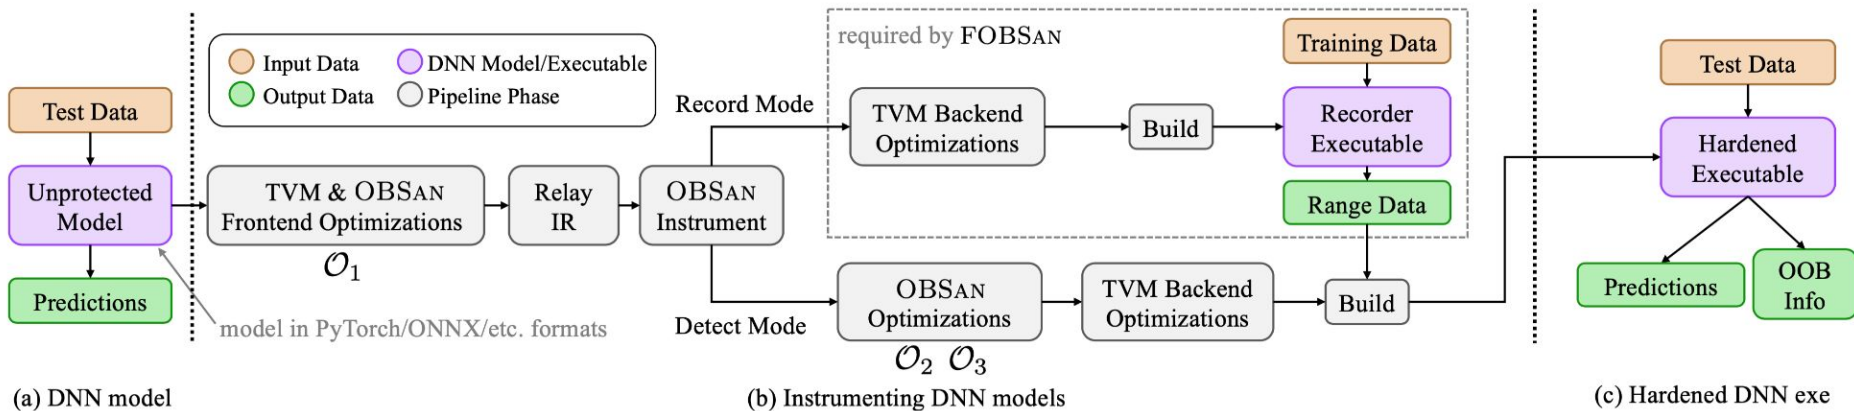 Test Data
Unprotected
Model
Predictions
(a) DNN model
Input Data
DNN Model/Executable
Output Data
Pipeline Phase
TVM & OBSAN
Frontend Optimizations
𝒪1
model in PyTorch/ONNX/etc. formats
Relay
IR
OBSAN
Instrument
Record Mode
required by FOBSAN
TVM Backend
Optimizations
Build
Training Data
Recorder
Executable
Range Data
Detect Mode
OBSAN
Optimizations
𝒪2 𝒪3
TVM Backend
Optimizations
Build
(b) Instrumenting DNN models
Test Data
Hardened
Executable
Predictions
OOB
Info
(c) Hardened DNN exe